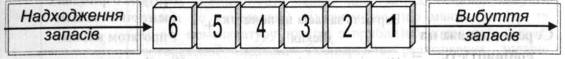 Надходження запасів
6 5 4 3 2 1
Вибуття запасів